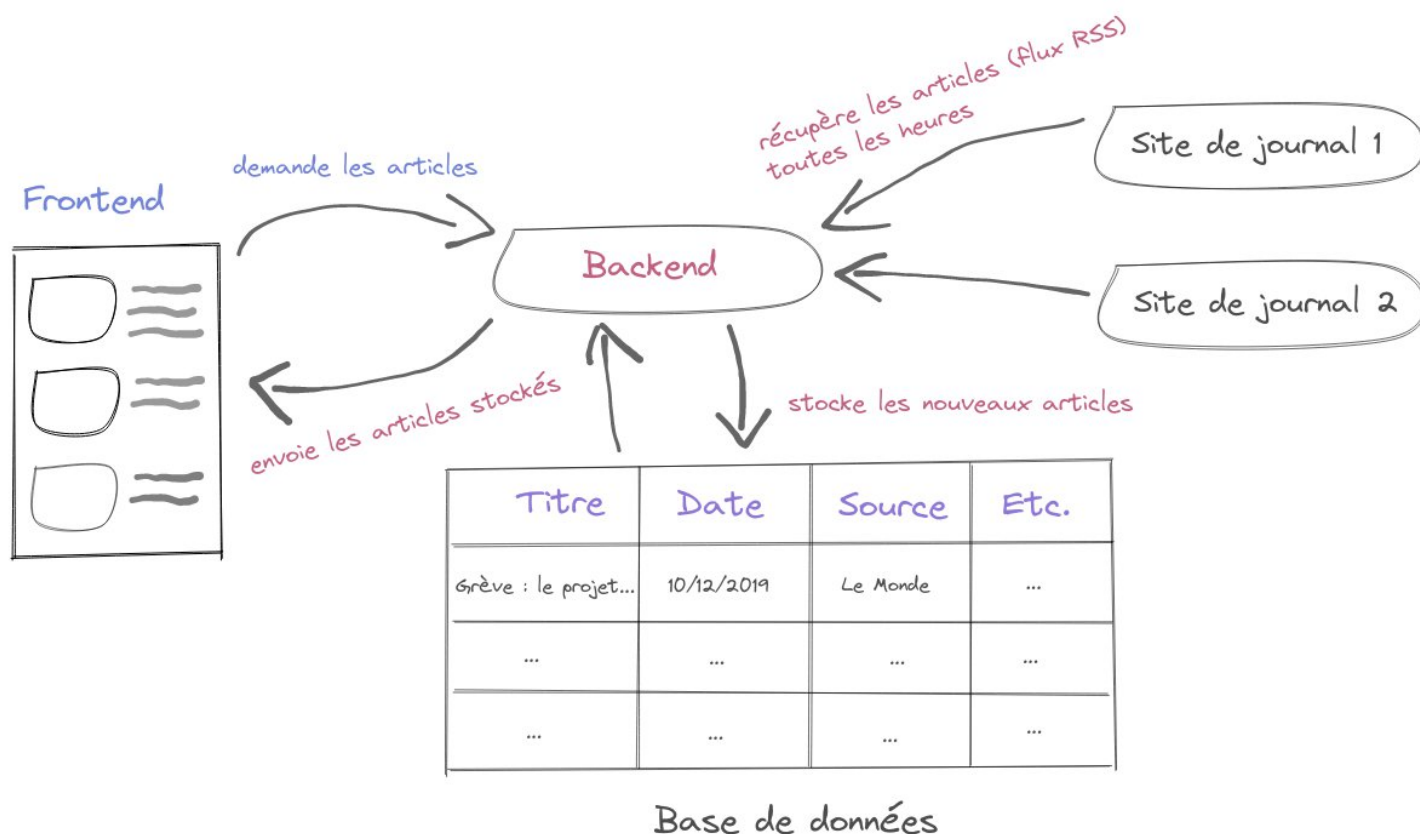 récupère les articles (flux RSS)
toutes les heures
Site de journal 1
demande les articles
Frontend
Backend
Site de journal 2
envoie les articles stockés
stocke les nouveaux articles
Titre Date Source Etc.
Grève : le projet... 10/12/2019 Le Monde ...
... ... ... ...
... ... ... ...
Base de données